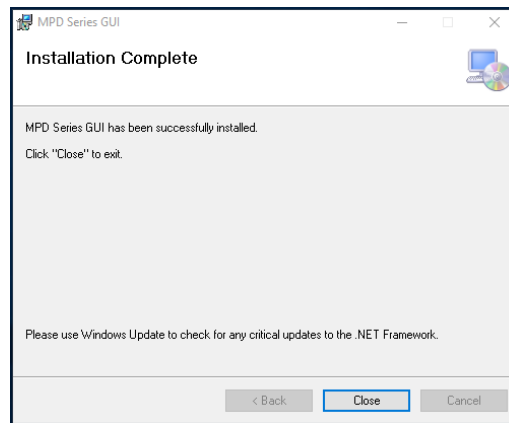 MPD Series GUI
Installation Complete
MPD Series GUI has been successfully installed.
Click "Close" to exit.
Please use Windows Update to check for any critical updates to the .NET Framework.
< Back
Close
Cancel